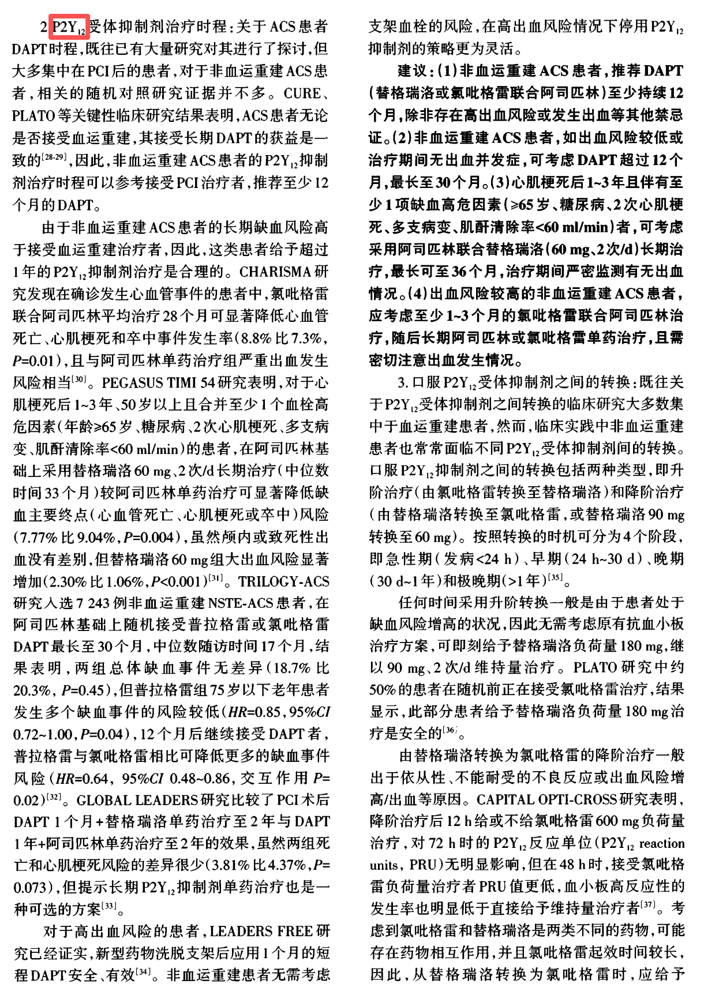 2.P2Y12受体抑制剂治疗时程:关于ACS患者
DAPT时程,既往已有大量研究对其进行了探讨,但
大多集中在PCI后的患者,对于非血运重建ACS患
者,相关的随机对照研究证据并不多。CURE、
PLATO等关键性临床研究结果表明,ACS患者无论
是否接受血运重建,其接受长期DAPT的获益是一
致的[28-29],因此,非血运重建ACS患者的P2Y12抑制
剂治疗时程可以参考接受PCI治疗者,推荐至少12
个月的DAPT。
由于非血运重建ACS患者的长期缺血风险高
于接受血运重建治疗者,因此,这类患者给予超过
1年的P2Y12抑制剂治疗是合理的。CHARISMA研
究发现在确诊发生心血管事件的患者中,氯吡格雷
联合阿司匹林平均治疗28个月可显著降低心血管
死亡、心肌梗死和卒中事件发生率(8.8%比7.3%,
P=0.01),且与阿司匹林单药治疗组严重出血发生
风险相当[30]。PEGASUS TIMI 54研究表明,对于心
肌梗死后1~3年、50岁以上且合并至少1个血栓高
危因素(年龄≥65岁、糖尿病、2次心肌梗死、多支病
变、肌酐清除率<60 ml/min)的患者,在阿司匹林基
础上采用替格瑞洛60 mg、2次/d长期治疗(中位数
时间33个月)较阿司匹林单药治疗可显著降低缺
血主要终点(心血管死亡、心肌梗死或卒中)风险
(7.77%比9.04%,P=0.004),虽然颅内或致死性出
血没有差别,但替格瑞洛60 mg组大出血风险显著
增加(2.30%比1.06%,P<0.001)[31]。TRILOGY-ACS
研究入选7 243例非血运重建NSTE-ACS患者,在
阿司匹林基础上随机接受普拉格雷或氯吡格雷
DAPT最长至30个月,中位数随访时间17个月,结
果表明,两组总体缺血事件无差异(18.7%比
20.3%, P=0.45),但普拉格雷组75岁以下老年患者
发生多个缺血事件的风险较低(HR=0.85,95%CI
0.72~1.00,P=0.04),12个月后继续接受DAPT者,
普拉格雷与氯吡格雷相比可降低更多的缺血事件
风险(HR=0.64, 95%CI 0.48~0.86,交互作用P=
0.02)[32]。GLOBAL LEADERS研究比较了PCI术后
DAPT 1个月+替格瑞洛单药治疗至2年与DAPT
1年+阿司匹林单药治疗至2年的效果,虽然两组死
亡和心肌梗死风险的差异很少(3.81%比4.37%,P=
0.073),但提示长期P2Y12抑制剂单药治疗也是一
种可选的方案[33]。
对于高出血风险的患者,LEADERS FREE研
究已经证实,新型药物洗脱支架后应用1个月的短
程DAPT安全、有效[34]。非血运重建患者无需考虑
支架血栓的风险,在高出血风险情况下停用P2Y12
抑制剂的策略更为灵活。
建议:(1)非血运重建ACS患者,推荐DAPT
(替格瑞洛或氯吡格雷联合阿司匹林)至少持续12
个月,除非存在高出血风险或发生出血等其他禁忌
证。(2)非血运重建ACS患者,如出血风险较低或
治疗期间无出血并发症,可考虑DAPT超过12个
月,最长至30个月。(3)心肌梗死后1~3年且伴有至
少1项缺血高危因素(≥65岁、糖尿病、2次心肌梗
死、多支病变、肌酐清除率<60 ml/min)者,可考虑
采用阿司匹林联合替格瑞洛(60 mg、2次/d)长期治
疗,最长可至36个月,治疗期间严密监测有无出血
情况。(4)出血风险较高的非血运重建ACS患者,
应考虑至少1~3个月的氯吡格雷联合阿司匹林治
疗,随后长期阿司匹林或氯吡格雷单药治疗,且需
密切注意出血发生情况。
3.口服P2Y12受体抑制剂之间的转换:既往关
于P2Y12受体抑制剂之间转换的临床研究大多数集
中于血运重建患者,然而,临床实践中非血运重建
患者也常常面临不同P2Y12受体抑制剂间的转换。
口服P2Y12抑制剂之间的转换包括两种类型,即升
阶治疗(由氯吡格雷转换至替格瑞洛)和降阶治疗
(由替格瑞洛转换至氯吡格雷,或替格瑞洛90 mg
转换至60 mg)。按照转换的时机可分为4个阶段,
即急性期(发病<24 h)、早期(24 h~30 d)、晚期
(30 d~1年)和极晚期(>1年)[35]。
任何时间采用升阶转换一般是由于患者处于
缺血风险增高的状况,因此无需考虑原有抗血小板
治疗方案,可即刻给予替格瑞洛负荷量180 mg,继
以90 mg、2次/d维持量治疗。PLATO研究中约
50%的患者在随机前正在接受氯吡格雷治疗,结果
显示,此部分患者给予替格瑞洛负荷量180 mg治
疗是安全的[36]。
由替格瑞洛转换为氯吡格雷的降阶治疗一般
出于依从性、不能耐受的不良反应或出血风险增
高/出血等原因。CAPITAL OPTI-CROSS研究表明,
降阶治疗后12 h给或不给氯吡格雷600 mg负荷量
治疗,对72 h时的P2Y12反应单位(P2Y12 reaction
units, PRU)无明显影响,但在48 h时,接受氯吡格
雷负荷量治疗者PRU值更低,血小板高反应性的
发生率也明显低于直接给予维持量治疗者[37]。考
虑到氯吡格雷和替格瑞洛是两类不同的药物,可能
存在药物相互作用,并且氯吡格雷起效时间较长,
因此,从替格瑞洛转换为氯吡格雷时,应给予